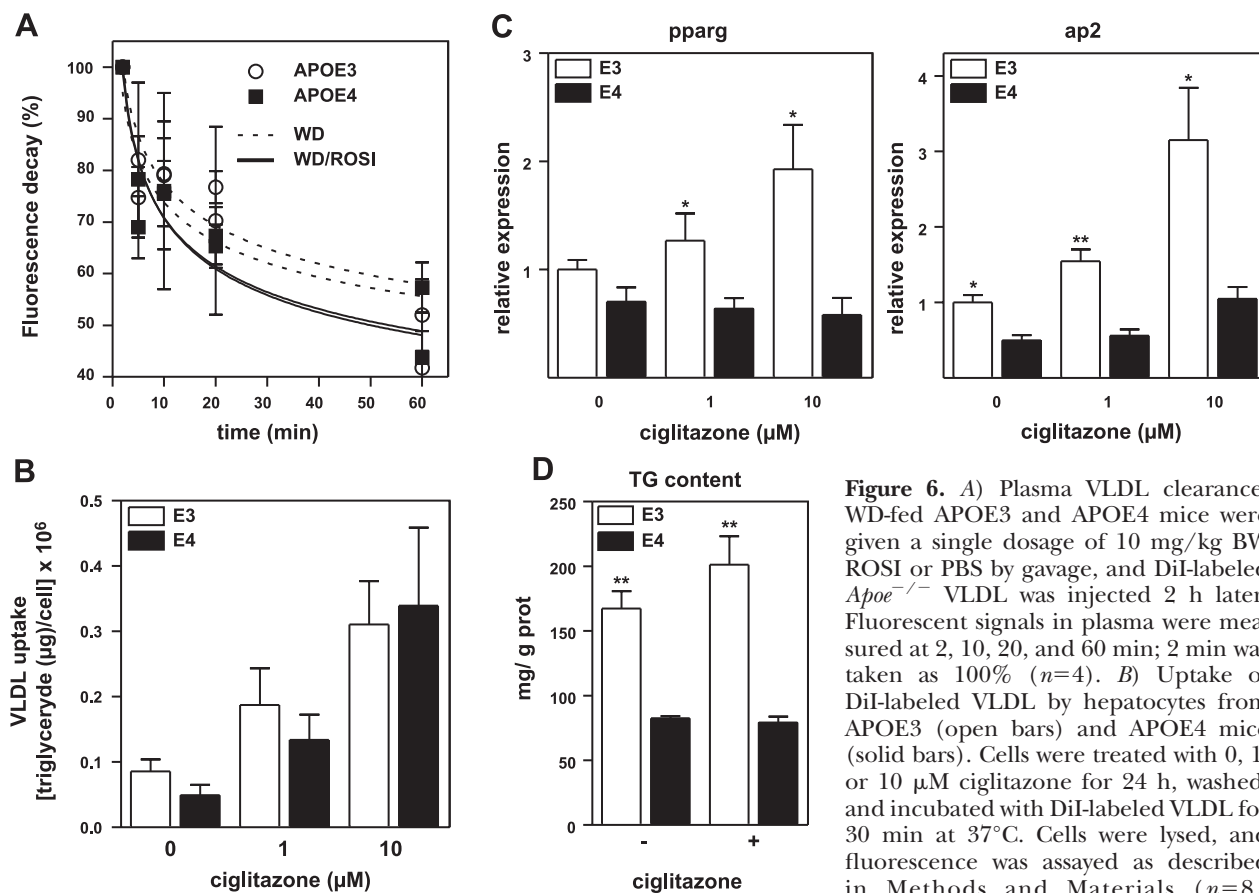 A
Fluorescence decay (%)
100
90
80
70
60
50
40
APOE3
APOE4
WD
WD/ROSI
0
10
20
30
40
50
60
time (min)
C
pparg
relative expression
3
2
1
E3
E4
*
*
0
1
10
ciglitazone (µM)
ap2
relative expression
4
3
2
1
E3
E4
*
**
*
0
1
10
ciglitazone (µM)
B
VLDL uptake
[triglyceryde (µg)/cell] x 10⁶
0.5
0.4
0.3
0.2
0.1
0.0
E3
E4
0
1
10
ciglitazone (µM)
D
TG content
mg/ g prot
250
200
150
100
50
0
E3
E4
**
**
-
+
ciglitazone
Figure 6. A) Plasma VLDL clearance
WD-fed APOE3 and APOE4 mice were
given a single dosage of 10 mg/kg BW
ROSI or PBS by gavage, and DiI-labeled
Apoe⁻/⁻ VLDL was injected 2 h later
Fluorescent signals in plasma were mea
sured at 2, 10, 20, and 60 min; 2 min wa
taken as 100% (n=4). B) Uptake o
DiI-labeled VLDL by hepatocytes from
APOE3 (open bars) and APOE4 mice
(solid bars). Cells were treated with 0, 1
or 10 µM ciglitazone for 24 h, washed
and incubated with DiI-labeled VLDL fo
30 min at 37°C. Cells were lysed, and
fluorescence was assayed as described
in Methods and Materials (n=8